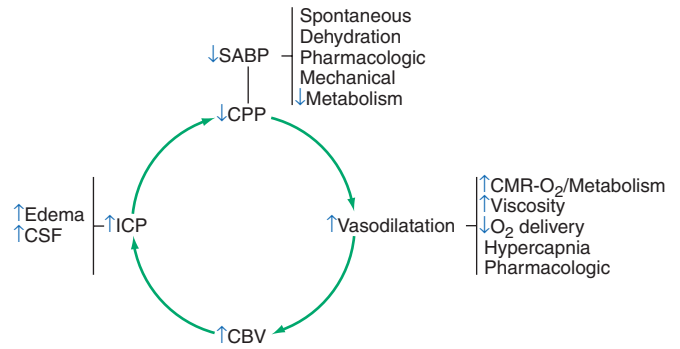 Spontaneous
Dehydration
↓SABP
Pharmacologic
Mechanical
↓Metabolism
↓CPP
↑Edema
↑CSF
↑ICP
↑Vasodilatation
↑CMR-O₂/Metabolism
↑Viscosity
↓O₂ delivery
Hypercapnia
Pharmacologic
↑CBV